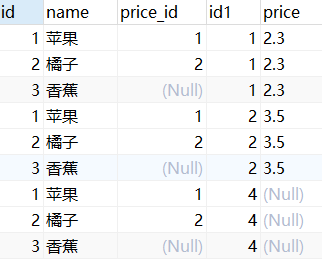 id name price_id id1 price
1 苹果 1 1 2.3
2 橘子 2 1 2.3
3 香蕉 (Null) 1 2.3
1 苹果 1 2 3.5
2 橘子 2 2 3.5
3 香蕉 (Null) 2 3.5
1 苹果 1 4 (Null)
2 橘子 2 4 (Null)
3 香蕉 (Null) 4 (Null)